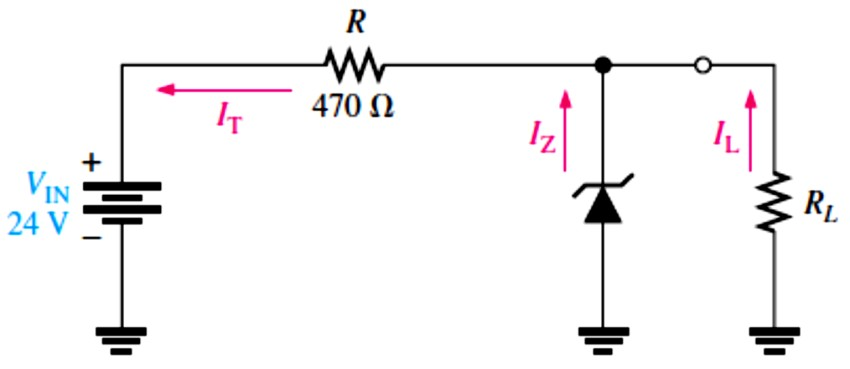 R
470 Ω
I_T
I_Z
I_L
+
V_IN
24 V
−
R_L